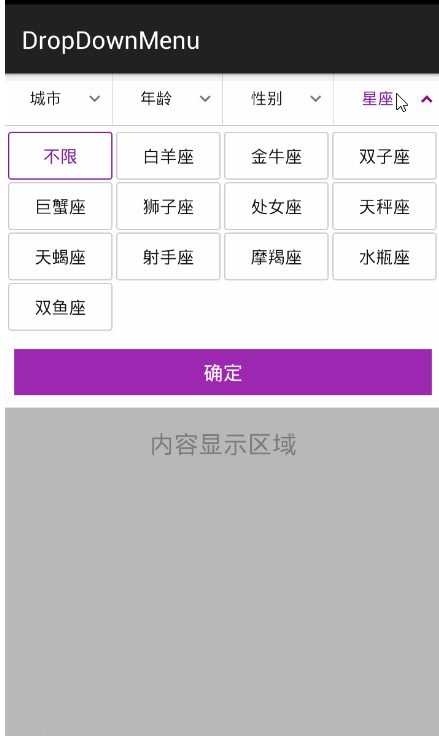 DropDownMenu
城市 年龄 性别 星座
不限 白羊座 金牛座 双子座
巨蟹座 狮子座 处女座 天秤座
天蝎座 射手座 摩羯座 水瓶座
双鱼座
确定
内容显示区域